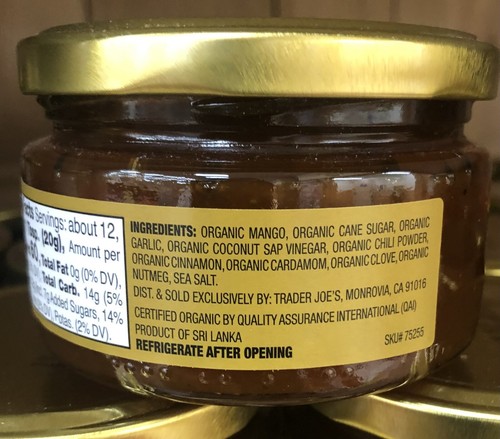 Servings: about 12,
(20g), Amount per
Total Fat 0g (0% DV),
Total Carb. 14g (5%
Added Sugars, 14%
DV), Potas. (2% DV).
INGREDIENTS: ORGANIC MANGO, ORGANIC CANE SUGAR, ORGANIC
GARLIC, ORGANIC COCONUT SAP VINEGAR, ORGANIC CHILI POWDER,
ORGANIC CINNAMON, ORGANIC CARDAMOM, ORGANIC CLOVE, ORGANIC
NUTMEG, SEA SALT.
DIST. & SOLD EXCLUSIVELY BY: TRADER JOE'S, MONROVIA, CA 91016
CERTIFIED ORGANIC BY QUALITY ASSURANCE INTERNATIONAL (QAI)
PRODUCT OF SRI LANKA
REFRIGERATE AFTER OPENING
SKU# 75255